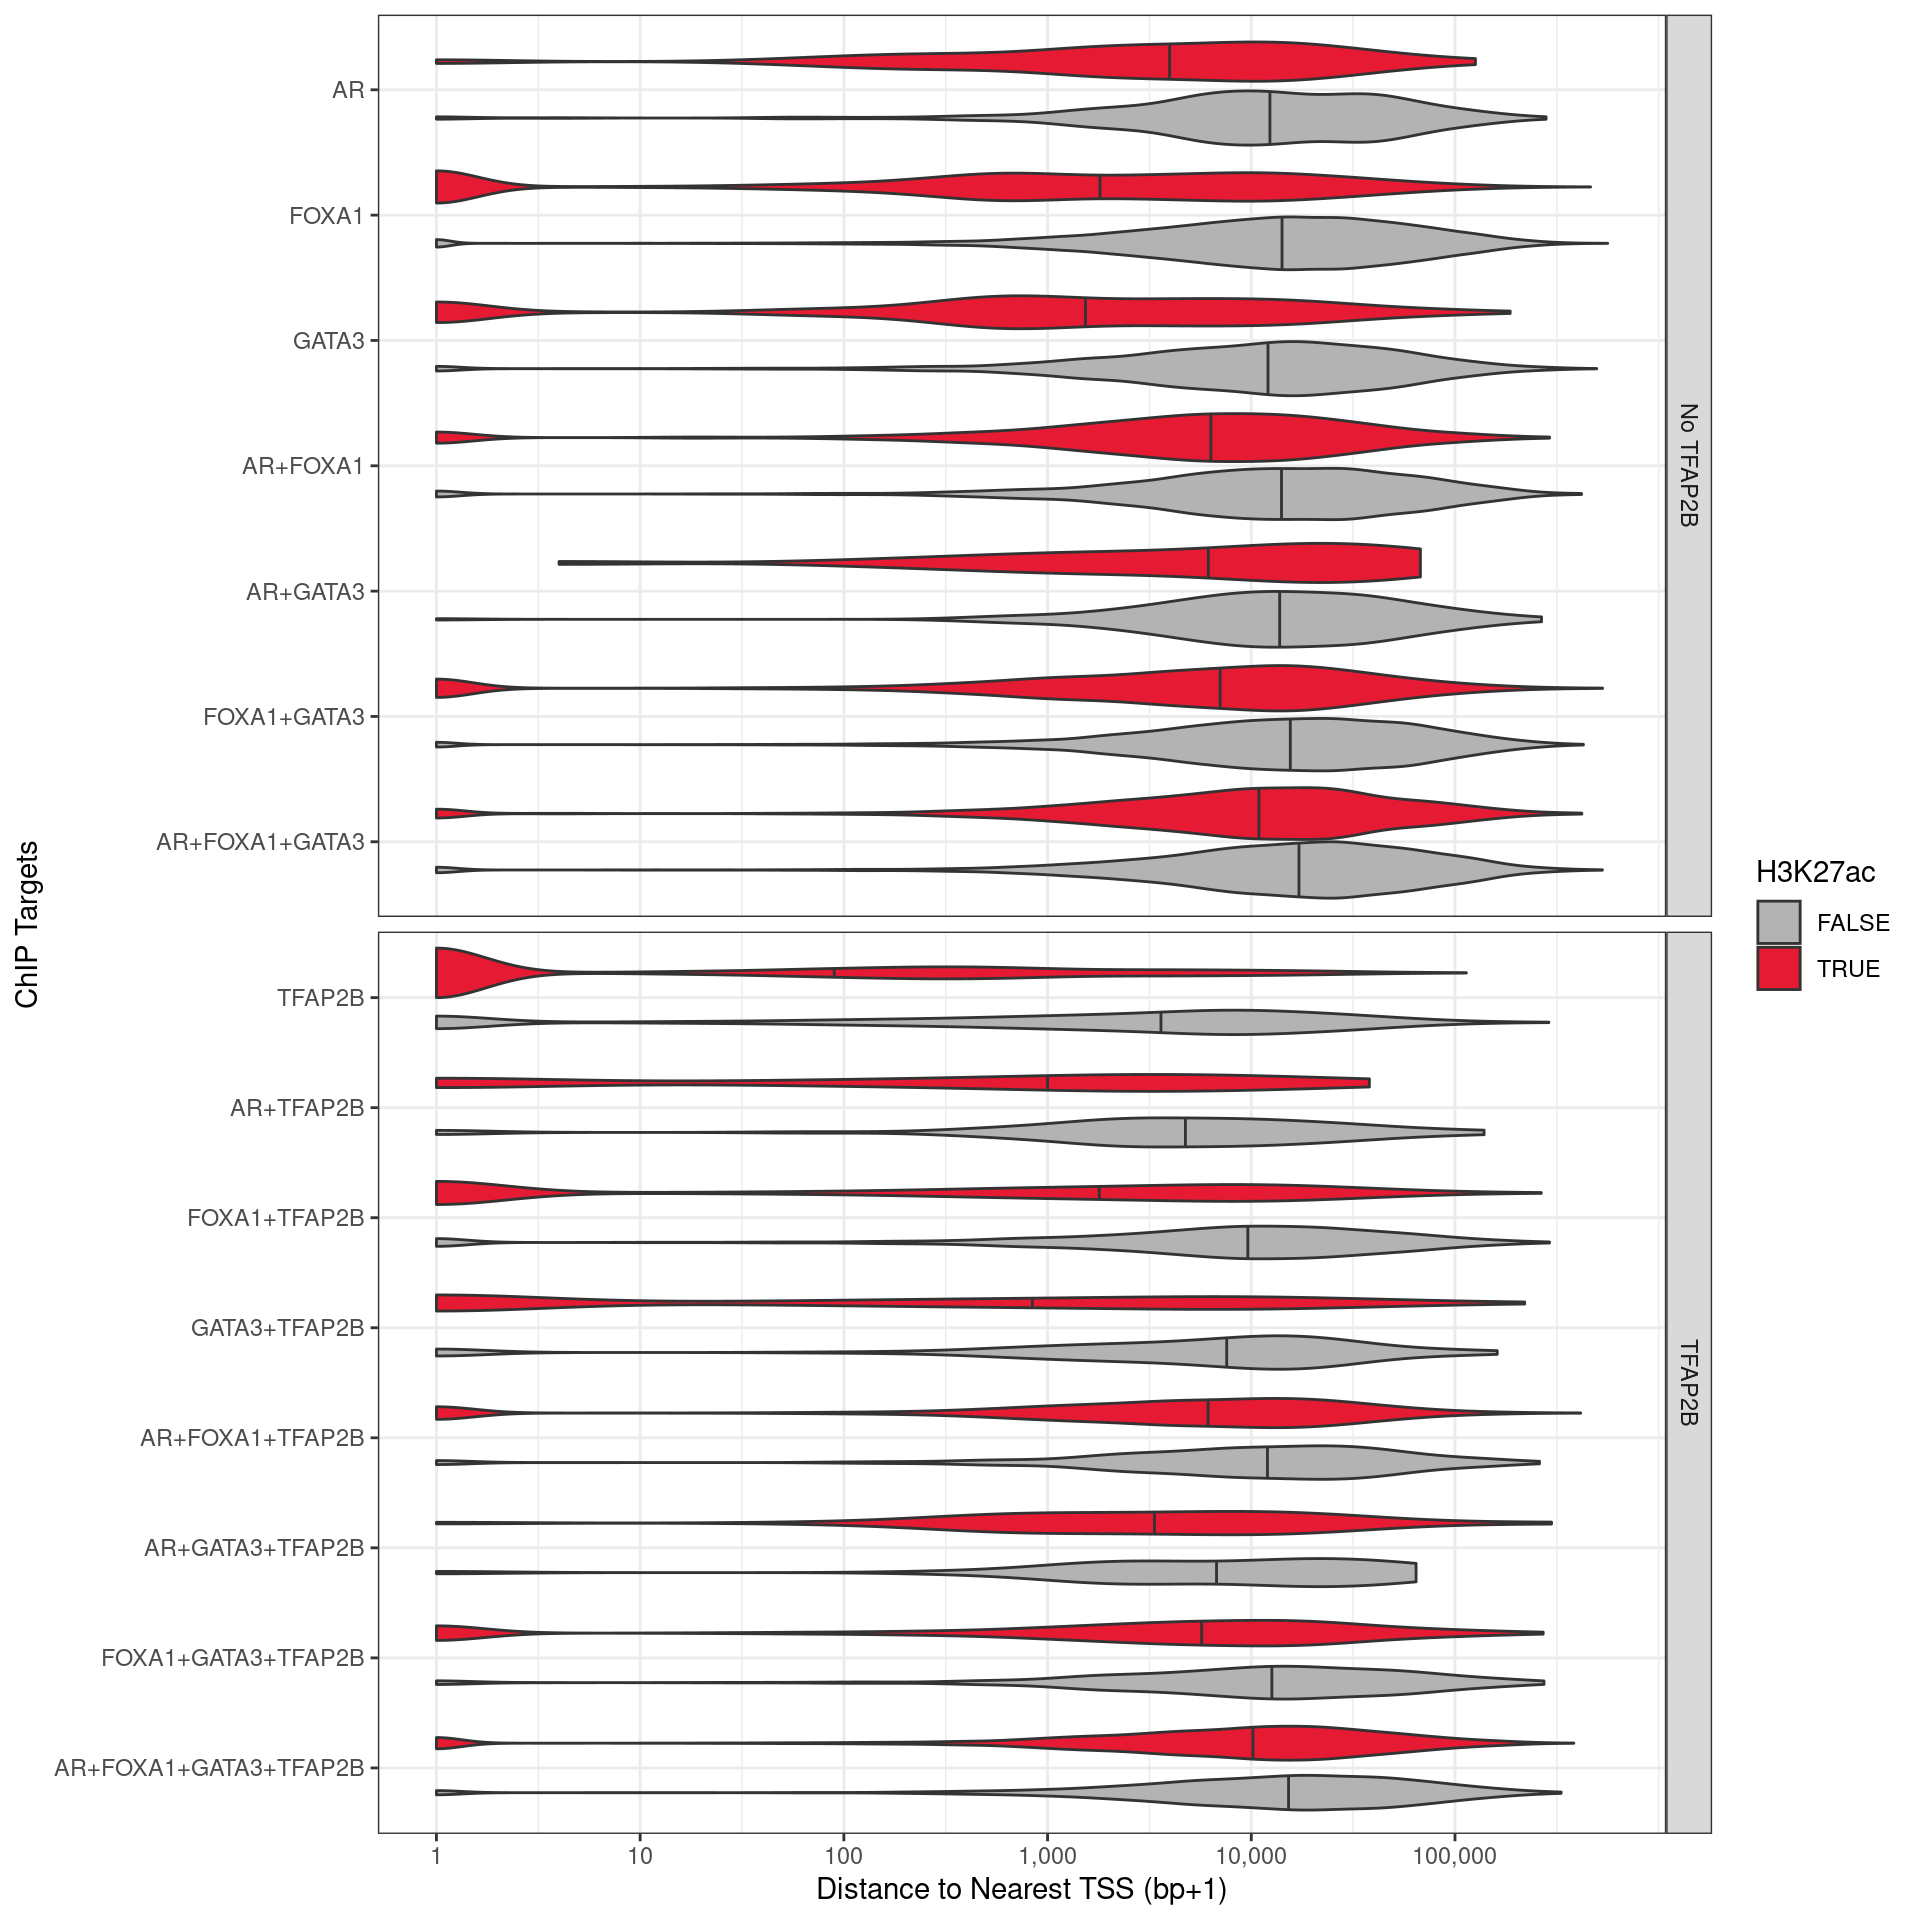 AR
FOXA1
GATA3
AR+FOXA1
AR+GATA3
FOXA1+GATA3
AR+FOXA1+GATA3
No TFAP2B
TFAP2B
AR+TFAP2B
FOXA1+TFAP2B
GATA3+TFAP2B
AR+FOXA1+TFAP2B
AR+GATA3+TFAP2B
FOXA1+GATA3+TFAP2B
AR+FOXA1+GATA3+TFAP2B
TFAP2B
ChIP Targets
1
10
100
1,000
10,000
100,000
Distance to Nearest TSS (bp+1)
H3K27ac
FALSE
TRUE